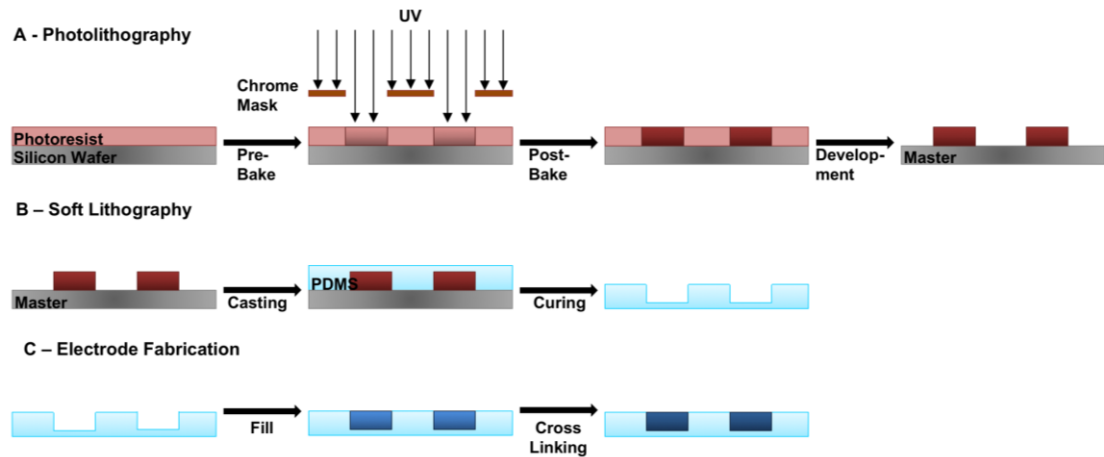 A - Photolithography
UV
Chrome
Mask
Photoresist
Silicon Wafer
Pre-
Bake
Post-
Bake
Develop-
ment
Master
B – Soft Lithography
Master
Casting
PDMS
Curing
C – Electrode Fabrication
Fill
Cross
Linking